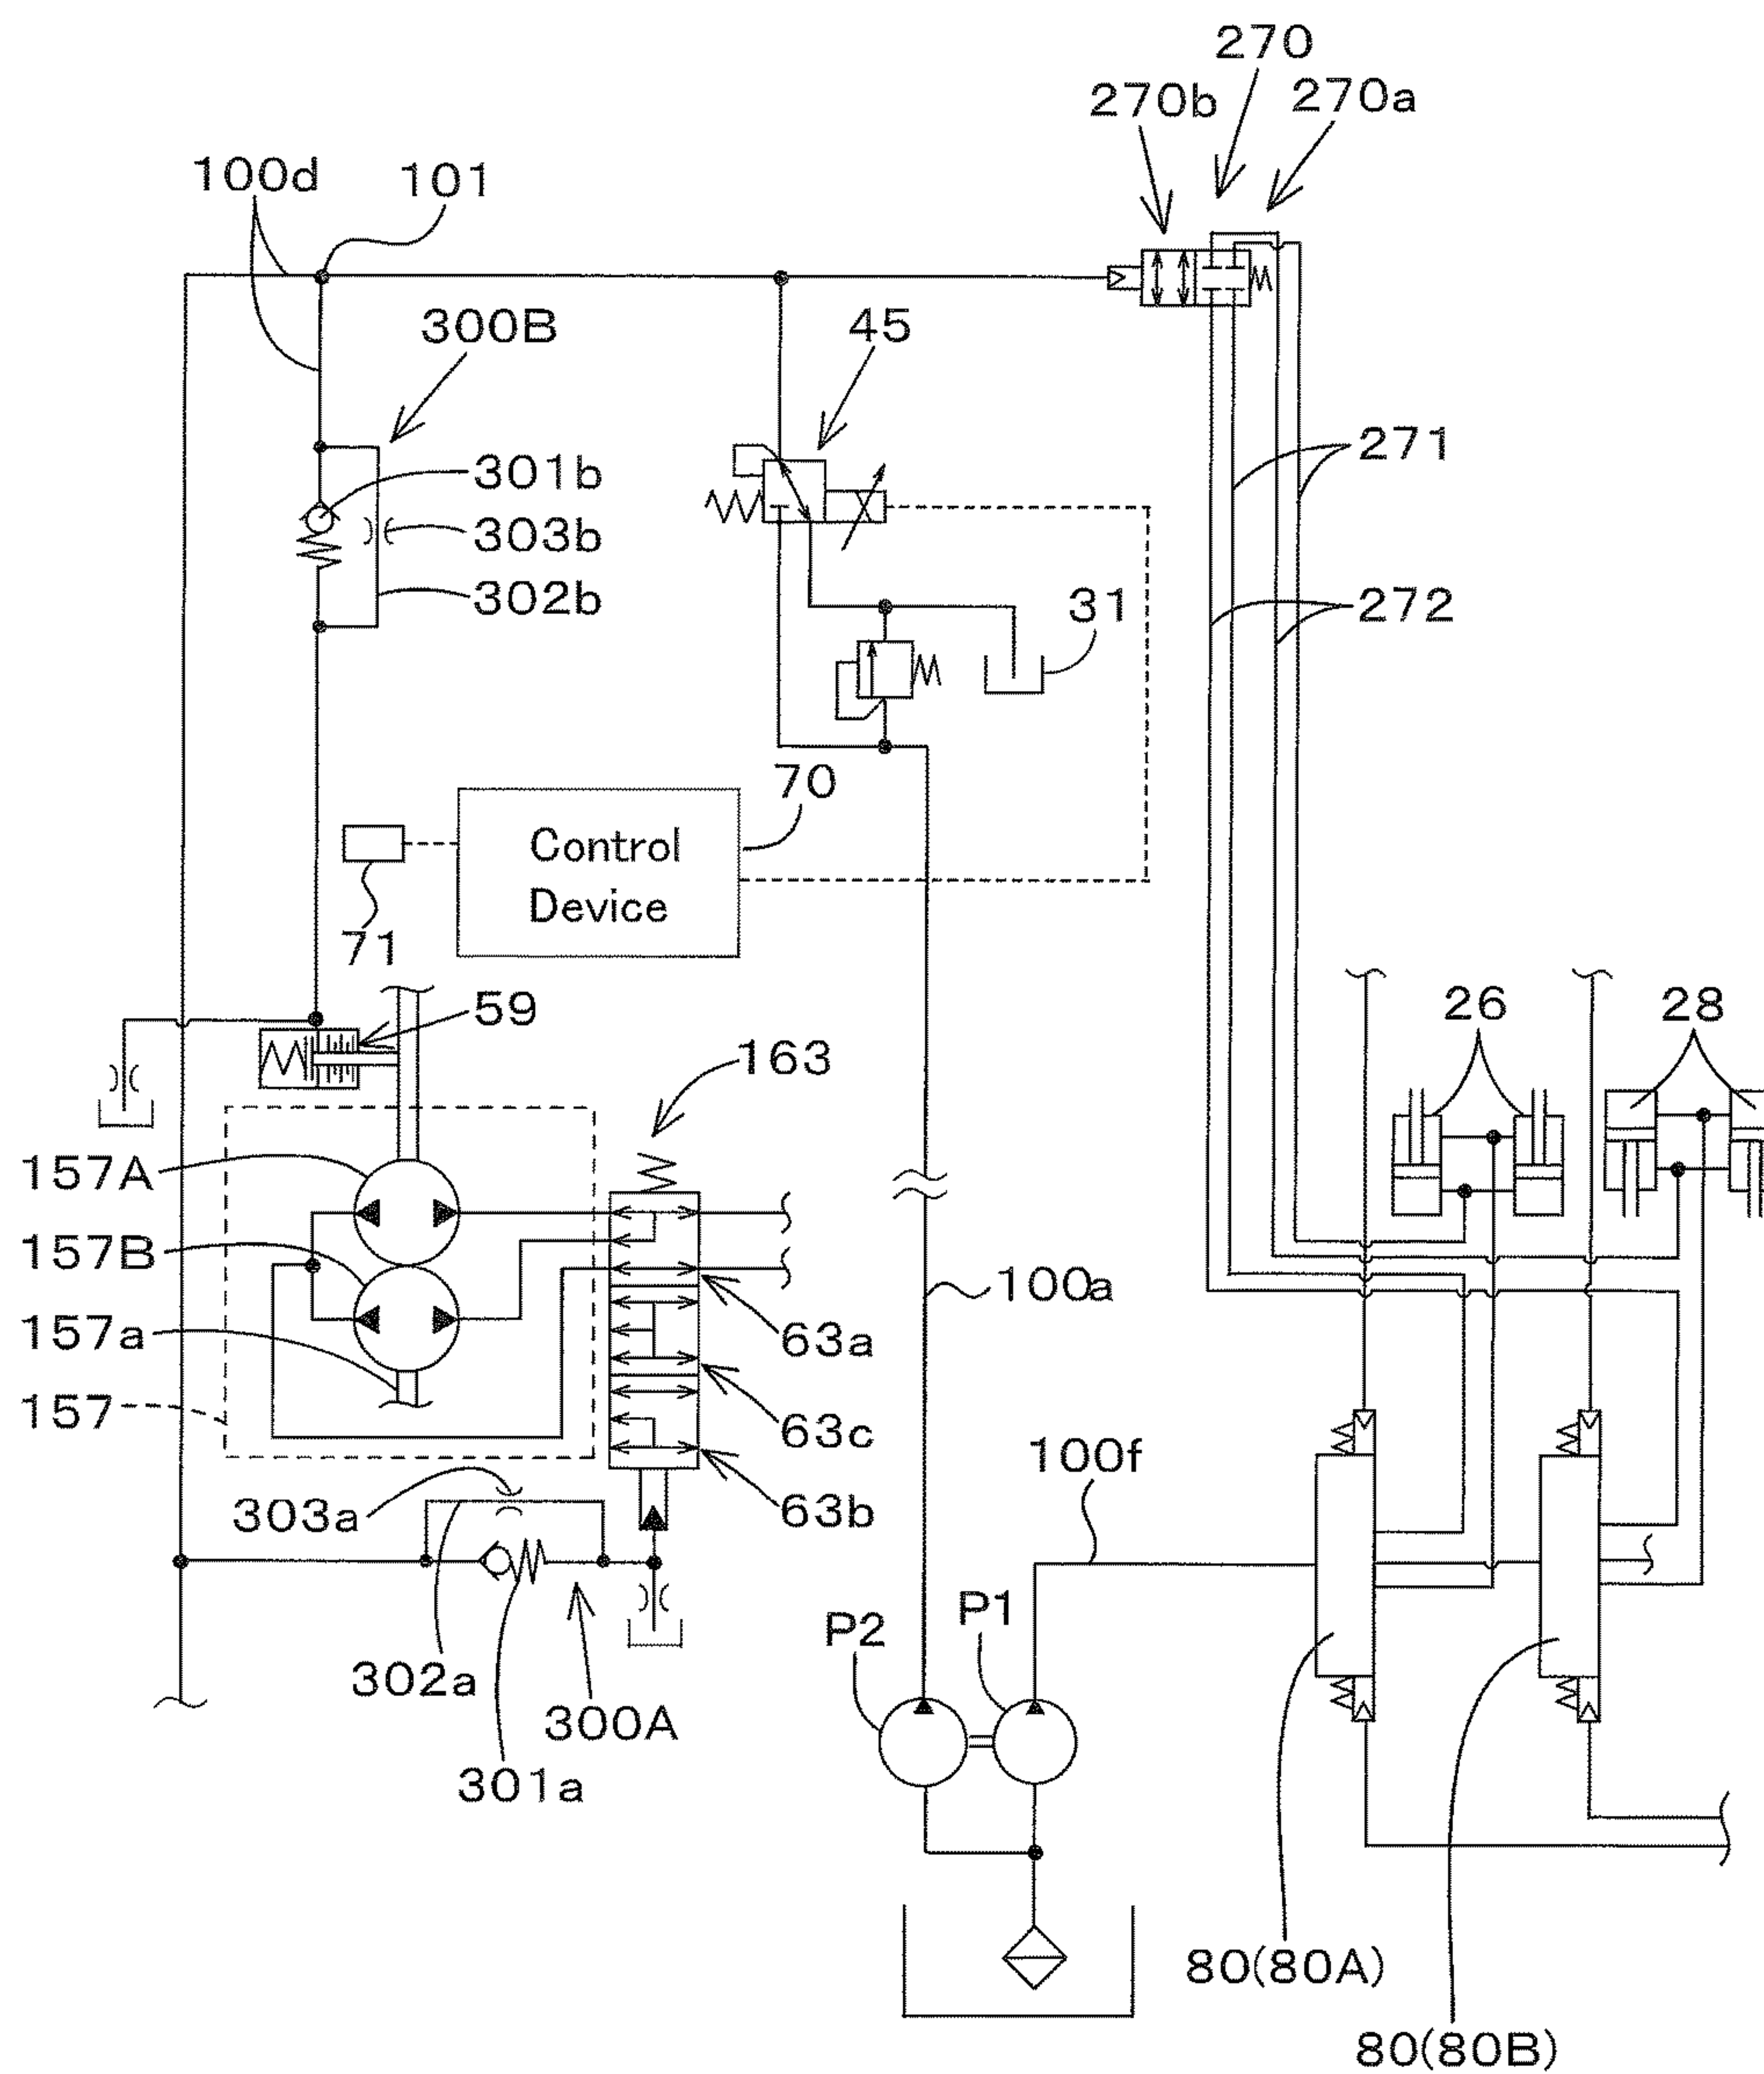 270
270b
270a
100d
101
300B
45
301b
271
303b
302b
272
31
70
Control
Device
71
59
26
28
163
157A
157B
100a
157a
63a
157
63c
100f
303a
63b
P2
P1
302a
300A
301a
80(80A)
80(80B)